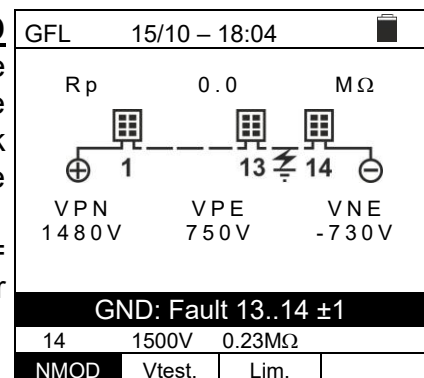 GFL 15/10 – 18:04
Rp 0.0 MΩ
1 13 14
VPN VPE VNE
1480V 750V -730V
GND: Fault 13..14 ±1
14 1500V 0.23MΩ
NMOD Vtest. Lim.